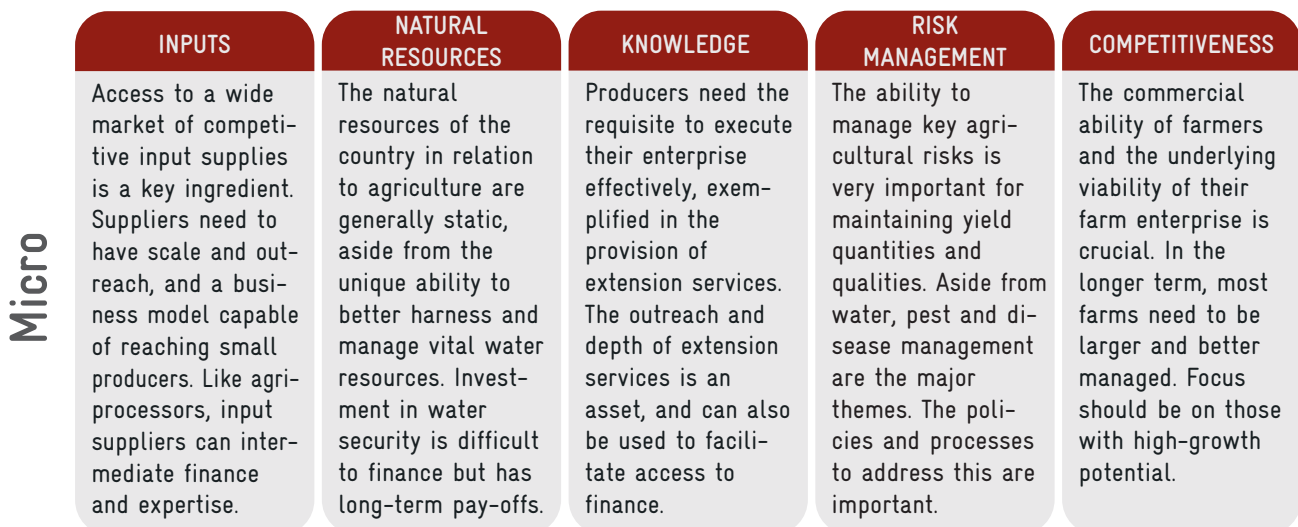 Micro
INPUTS
Access to a wide
market of competi-
tive input supplies
is a key ingredient.
Suppliers need to
have scale and out-
reach, and a busi-
ness model capable
of reaching small
producers. Like agri-
processors, input
suppliers can inter-
mediate finance
and expertise.
NATURAL
RESOURCES
The natural
resources of the
country in relation
to agriculture are
generally static,
aside from the
unique ability to
better harness and
manage vital water
resources. Invest-
ment in water
security is difficult
to finance but has
long-term pay-offs.
KNOWLEDGE
Producers need the
requisite to execute
their enterprise
effectively, exem-
plified in the
provision of
extension services.
The outreach and
depth of extension
services is an
asset, and can also
be used to facili-
tate access to
finance.
RISK
MANAGEMENT
The ability to
manage key agri-
cultural risks is
very important for
maintaining yield
quantities and
qualities. Aside from
water, pest and di-
sease management
are the major
themes. The poli-
cies and processes
to address this are
important.
COMPETITIVENESS
The commercial
ability of farmers
and the underlying
viability of their
farm enterprise is
crucial. In the
longer term, most
farms need to be
larger and better
managed. Focus
should be on those
with high-growth
potential.